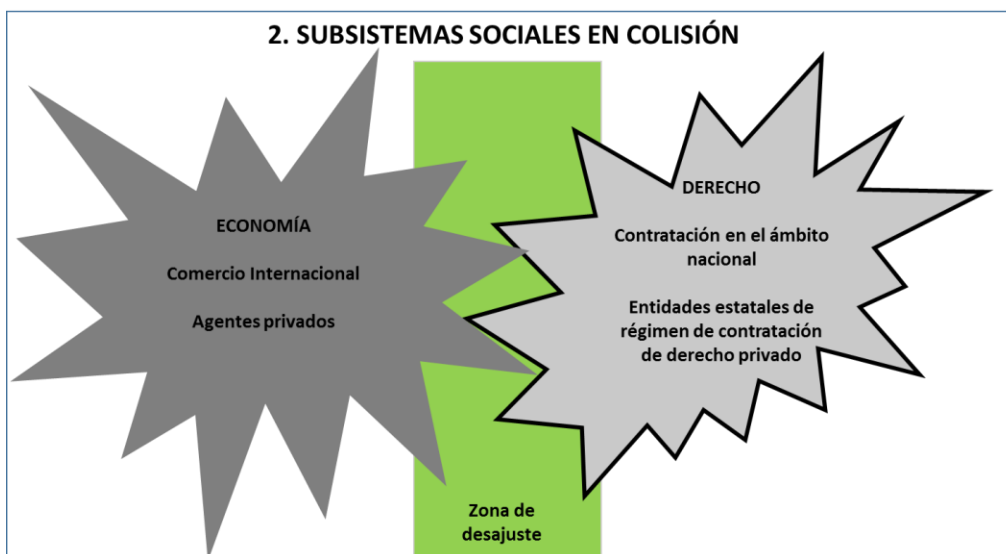 2. SUBSISTEMAS SOCIALES EN COLISIÓN
ECONOMÍA
Comercio Internacional
Agentes privados
DERECHO
Contratación en el ámbito
nacional
Entidades estatales de
régimen de contratación
de derecho privado
Zona de
desajuste